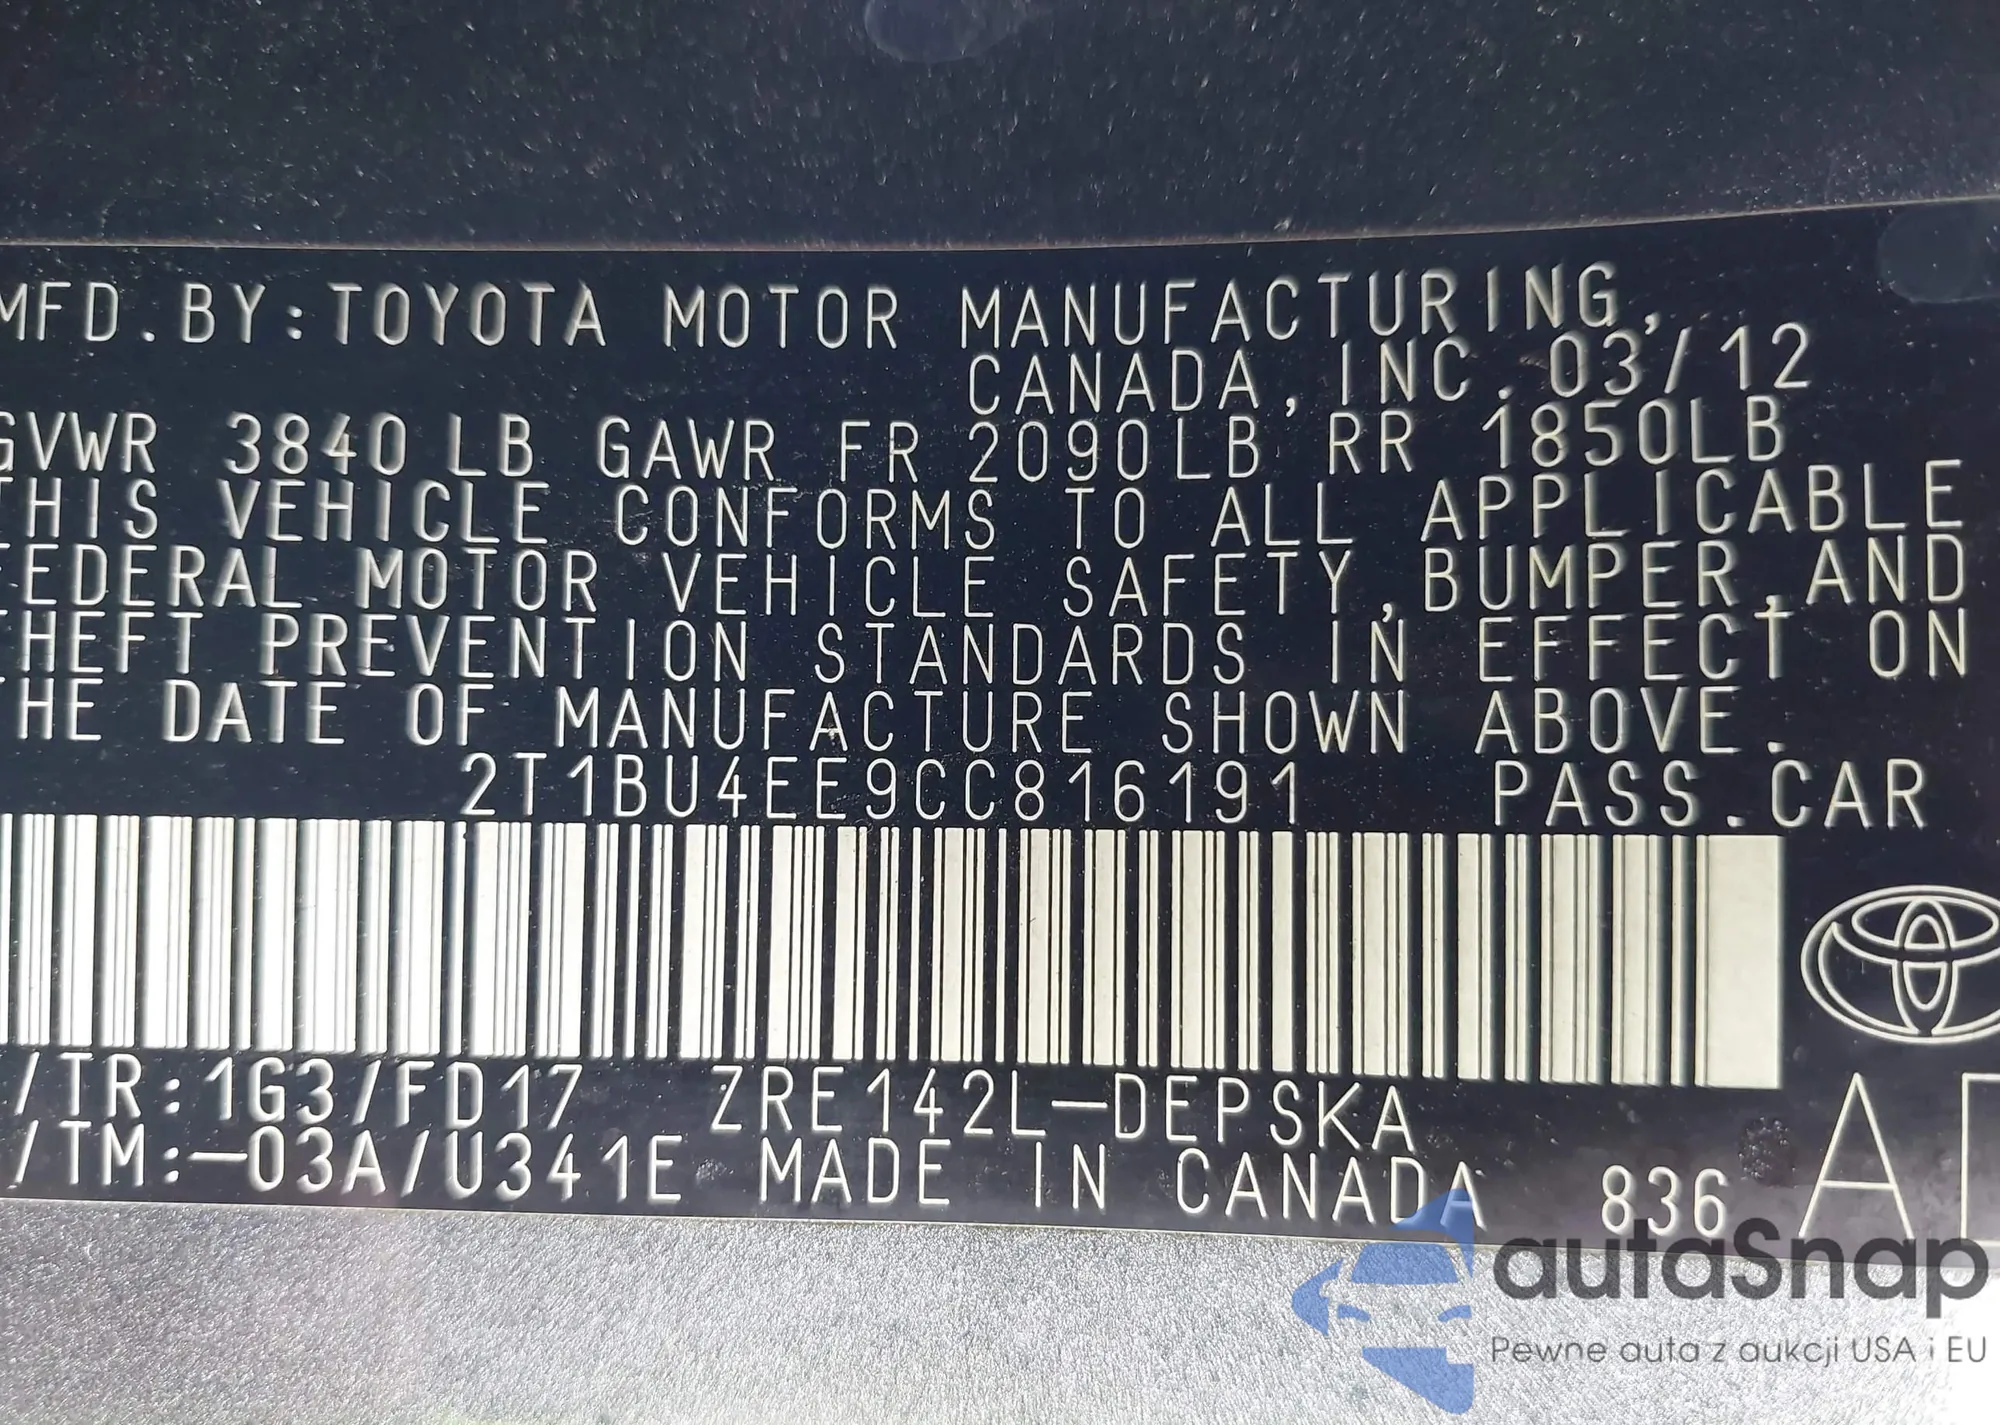 MFD.BY:TOYOTA MOTOR MANUFACTURING,
CANADA,INC.03/12
GVWR 3840LB GAWR FR 2090LB RR 1850LB
THIS VEHICLE CONFORMS TO ALL APPLICABLE
FEDERAL MOTOR VEHICLE SAFETY,BUMPER,AND
THEFT PREVENTION STANDARDS IN EFFECT ON
THE DATE OF MANUFACTURE SHOWN ABOVE.
2T1BU4EE9CC816191 PASS.CAR
/TR:1G3/FD17 ZRE142L-DEPSKA
/TM:-03A/U341E MADE IN CANADA 836
autaSnap
Pewne auta z aukcji USA i EU